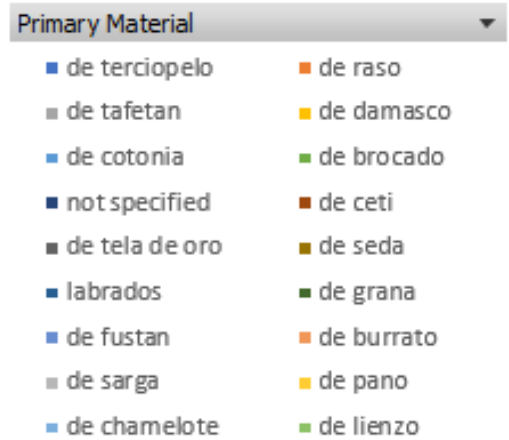 Primary Material
de terciopelo de raso
de tafetan de damasco
de cotonia de brocado
not specified de ceti
de tela de oro de seda
labrados de grana
de fustan de burrato
de sarga de pano
de chamelote de lienzo